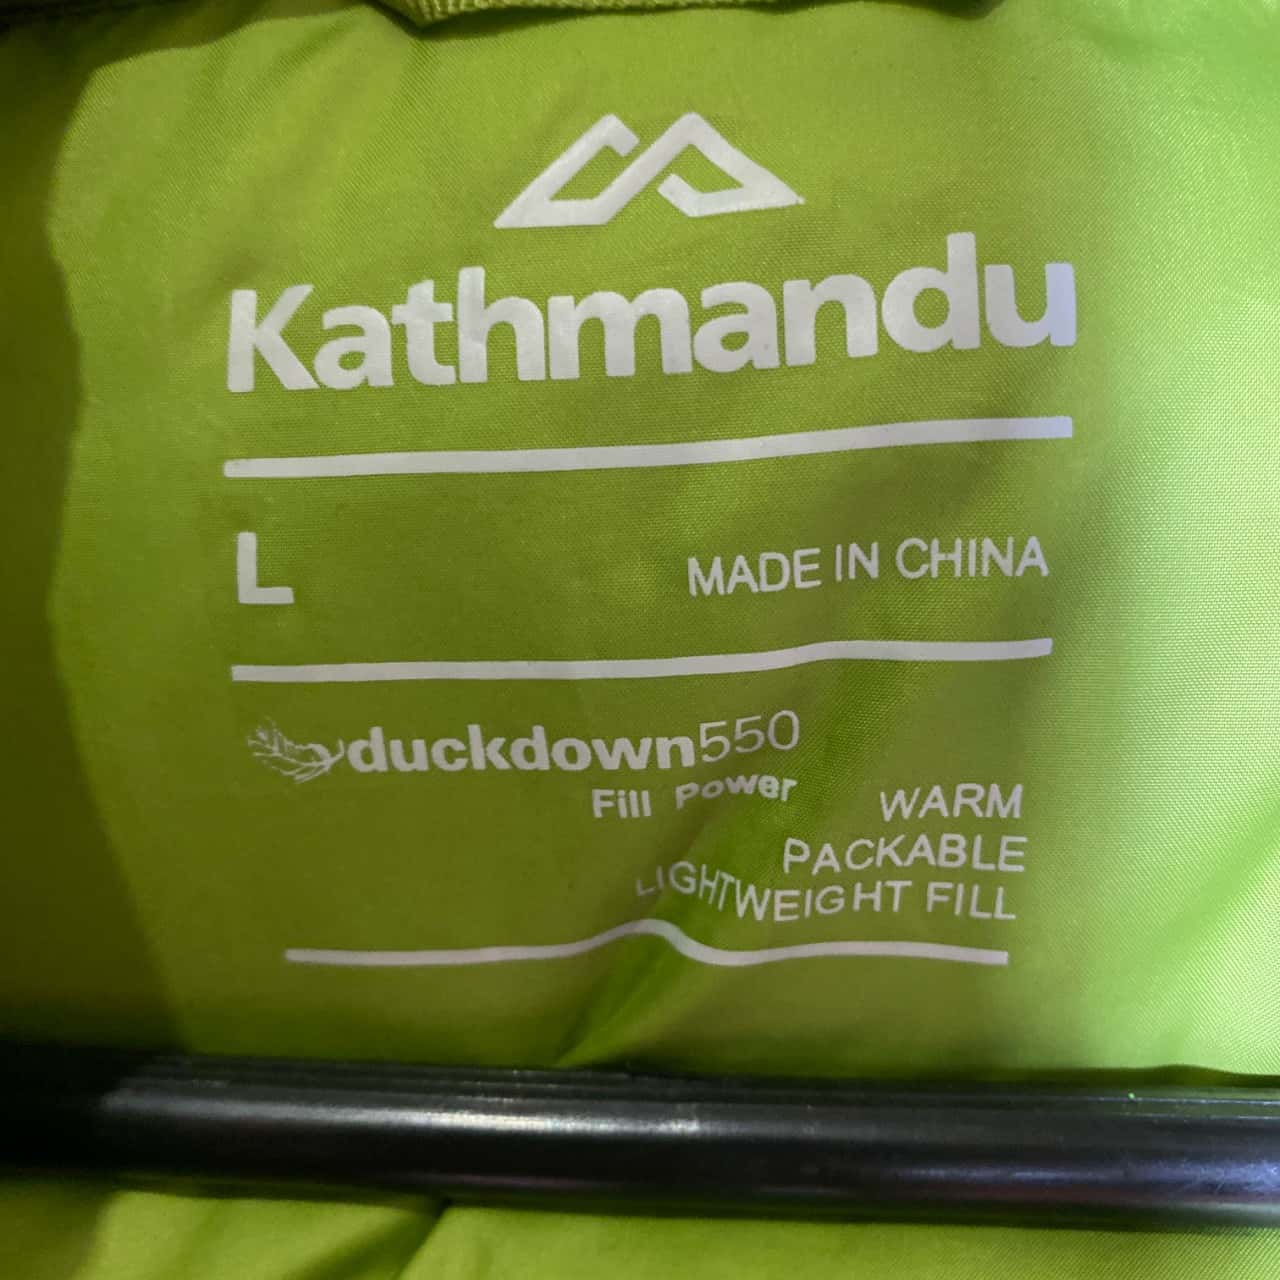 Kathmandu
L MADE IN CHINA
duckdown550
Fill Power
WARM
PACKABLE
LIGHTWEIGHT FILL